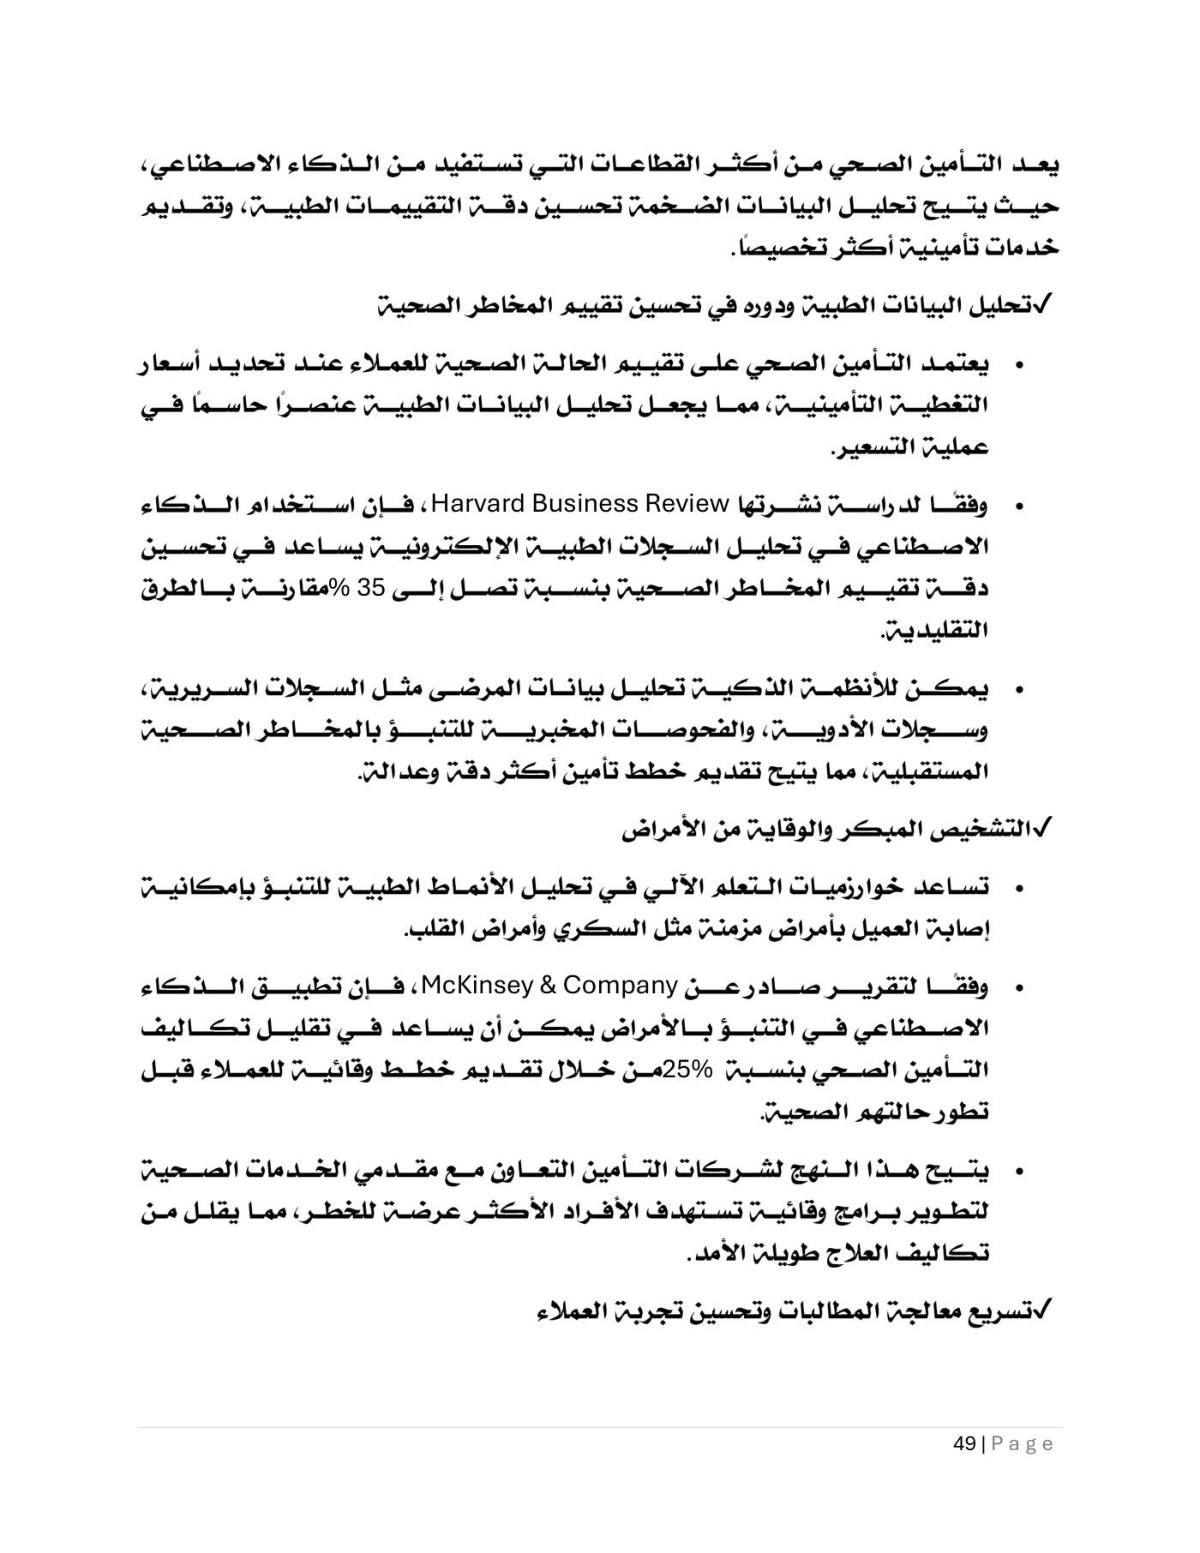 يعد التأمين الصحي من أكثر القطاعات التي تستفيد من الذكاء الاصطناعي،
حيث يتيح تحليل البيانات الضخمة تحسين دقة التقييمات الطبية، وتقديم
خدمات تأمينية أكثر تخصيصًا.
✓تحليل البيانات الطبية ودوره في تحسين تقييم المخاطر الصحية
• يعتمد التأمين الصحي على تقييم الحالة الصحية للعملاء عند تحديد أسعار
التغطية التأمينية، مما يجعل تحليل البيانات الطبية عنصرًا حاسمًا في
عملية التسعير.
• وفقًا لدراسة نشرتها Harvard Business Review، فإن استخدام الذكاء
الاصطناعي في تحليل السجلات الطبية الإلكترونية يساعد في تحسين
دقة تقييم المخاطر الصحية بنسبة تصل إلى 35 %مقارنة بالطرق
التقليدية.
• يمكن للأنظمة الذكية تحليل بيانات المرضى مثل السجلات السريرية،
وسجلات الأدوية، والفحوصات المخبرية للتنبؤ بالمخاطر الصحية
المستقبلية، مما يتيح تقديم خطط تأمين أكثر دقة وعدالة.
✓التشخيص المبكر والوقاية من الأمراض
• تساعد خوارزميات التعلم الآلي في تحليل الأنماط الطبية للتنبؤ بإمكانية
إصابة العميل بأمراض مزمنة مثل السكري وأمراض القلب.
• وفقًا لتقرير صادر عن McKinsey & Company، فإن تطبيق الذكاء
الاصطناعي في التنبؤ بالأمراض يمكن أن يساعد في تقليل تكاليف
التأمين الصحي بنسبة 25%من خلال تقديم خطط وقائية للعملاء قبل
تطور حالتهم الصحية.
• يتيح هذا النهج لشركات التأمين التعاون مع مقدمي الخدمات الصحية
لتطوير برامج وقائية تستهدف الأفراد الأكثر عرضة للخطر، مما يقلل من
تكاليف العلاج طويلة الأمد.
✓تسريع معالجة المطالبات وتحسين تجربة العملاء
49 | Page